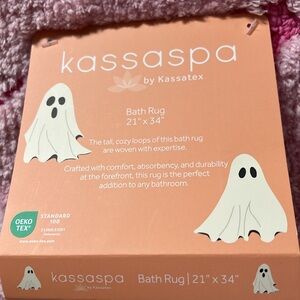 kassaspa
by Kassatex
Bath Rug
21" x 34"
The tall, cozy loops of this bath rug
are woven with expertise.
Crafted with comfort, absorbency, and durability
at the forefront, this rug is the perfect
addition to any bathroom.
OEKO
TEX®
STANDARD
100
kassaspa Bath Rug | 21" x 34"
by Kassatex